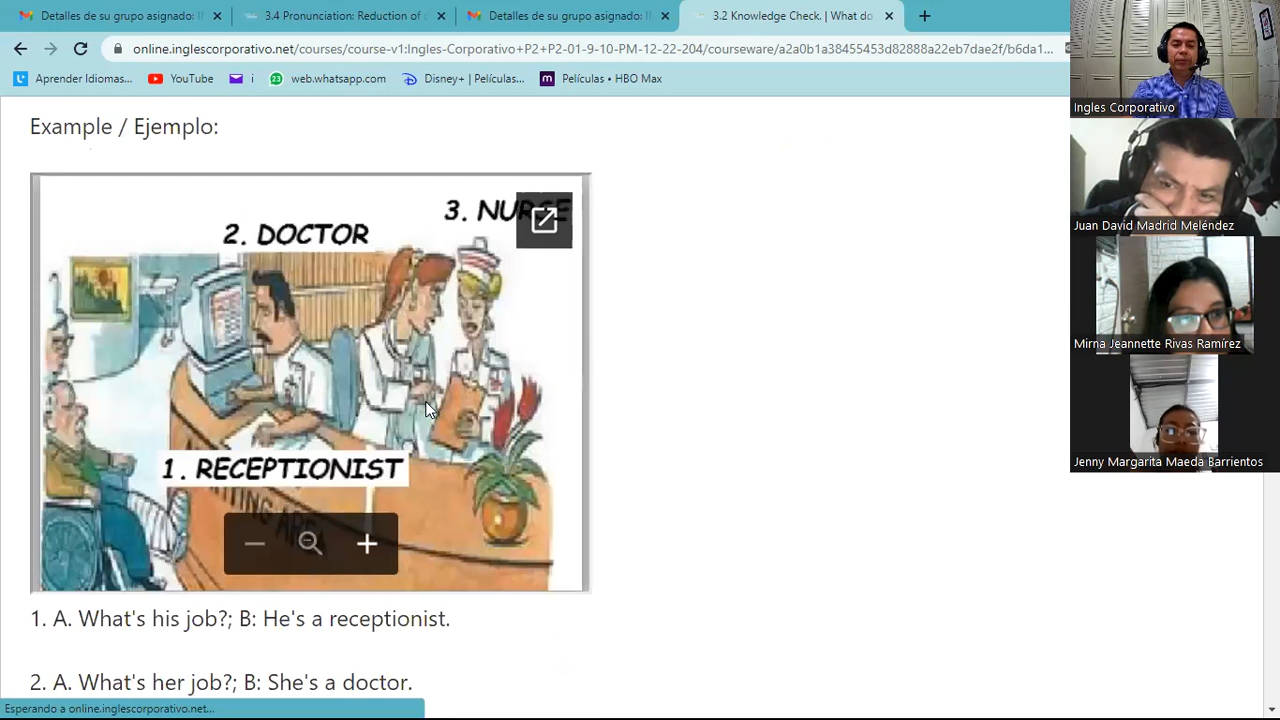 Detalles de su grupo asignado: I
3.4 Pronunciation: Reduction of
Detalles de su grupo asignado: I
3.2 Knowledge Check. | What do
online.inglescorporativo.net/courses/course-v1:Ingles-Corporativo+P2+P2-01-9-10-PM-12-22-204/courseware/a2a0b1a38455453d8283b22eb7dae2f/b6da1...
Aprender Idiomas...
YouTube
i
web.whatsapp.com
Disney+ | Películas...
Películas • HBO Max
Example / Ejemplo:
3. NURSE
2. DOCTOR
1. RECEPTIONIST
1. A. What's his job?; B: He's a receptionist.
2. A. What's her job?; B: She's a doctor.
Esperando a online.inglescorporativo.net...
Ingles Corporativo
Juan David Madrid Meléndez
Mirna Jeannette Rivas Ramírez
Jenny Margarita Maeda Barrientos